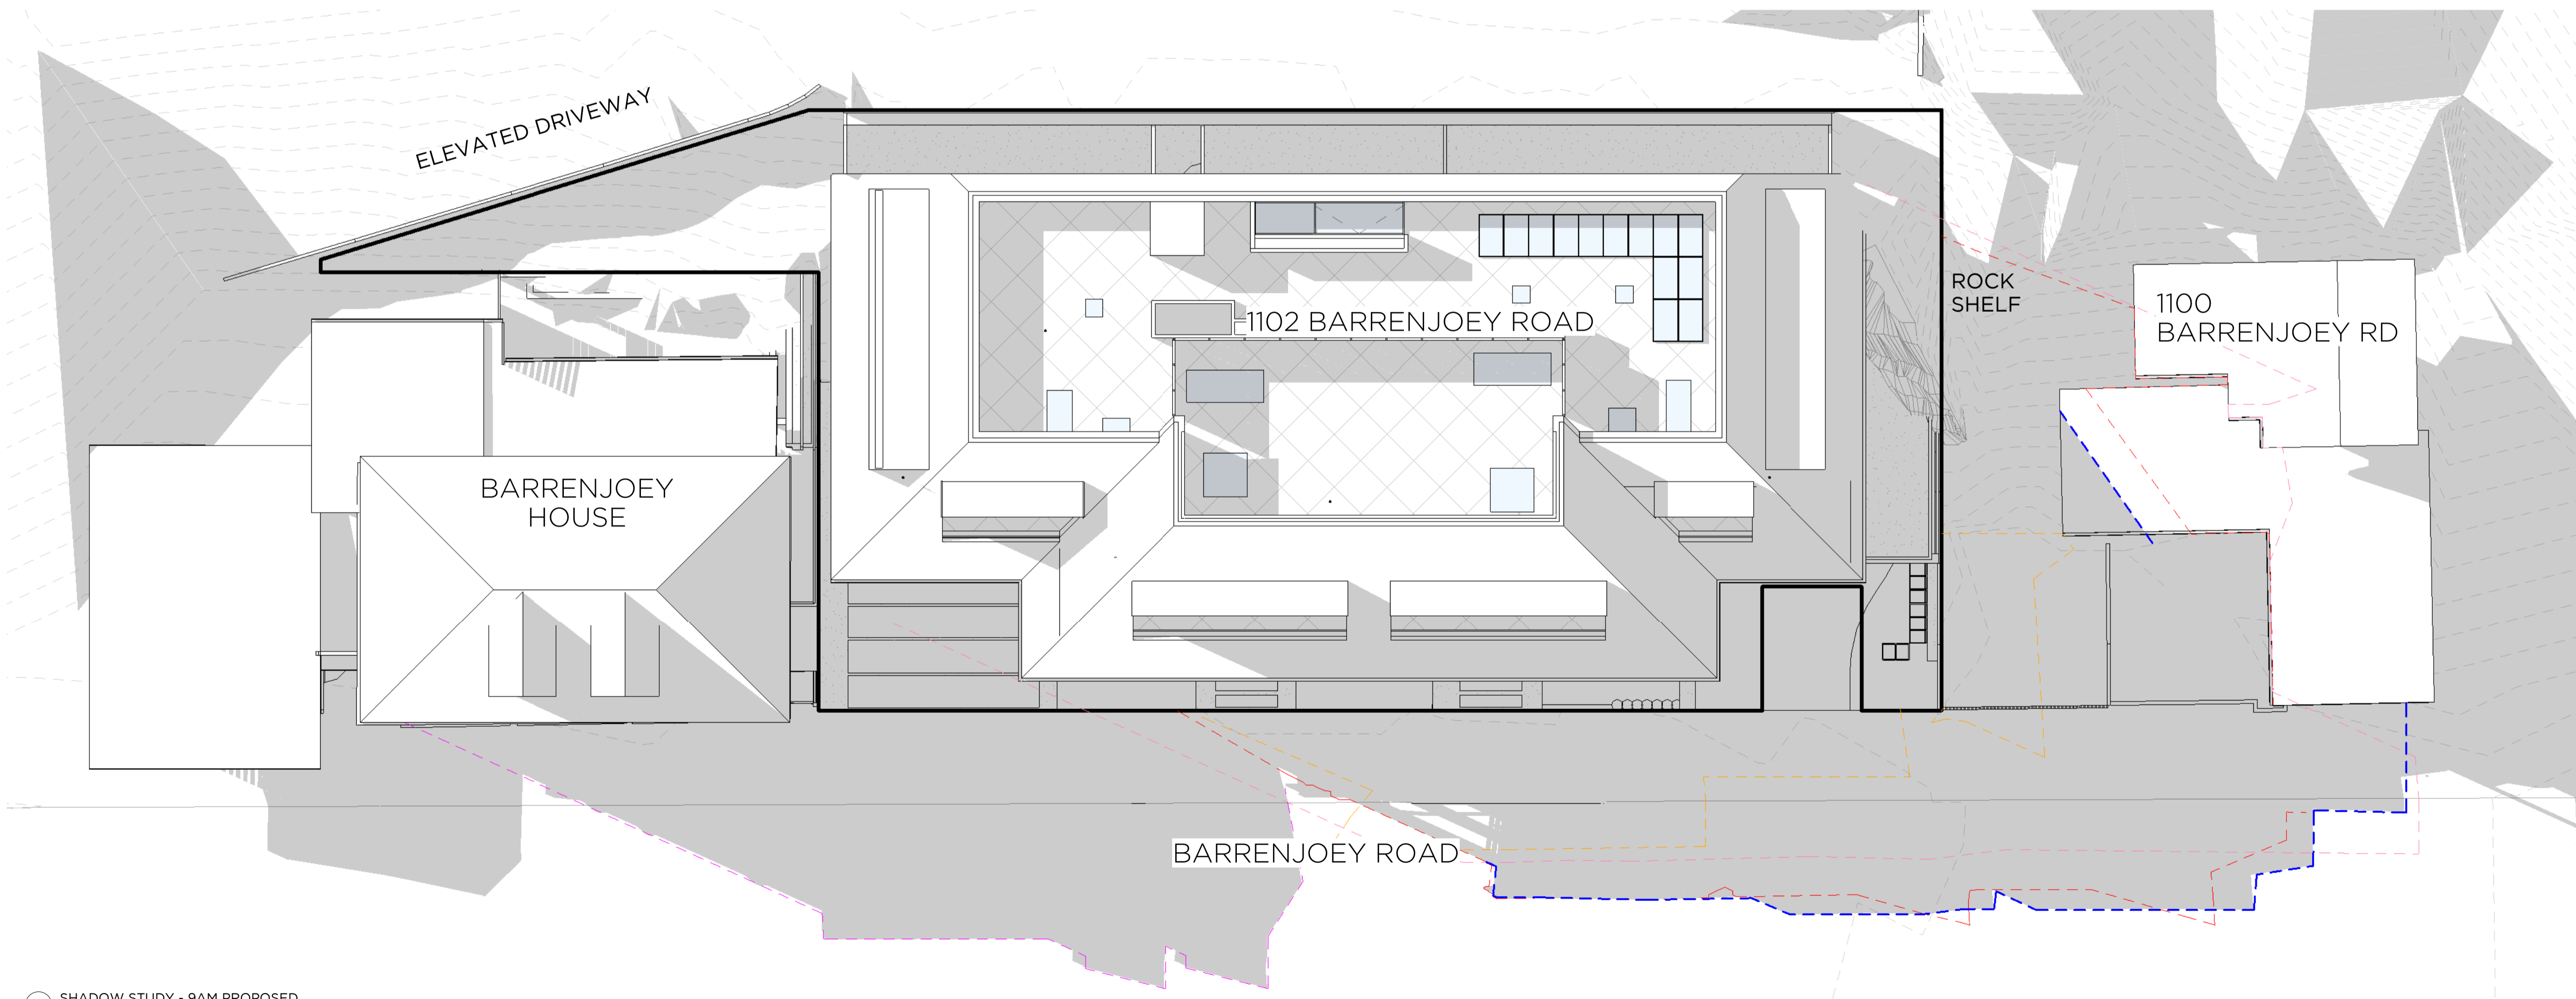 ELEVATED DRIVEWAY
ROCK
SHELF
1100
BARRENJOEY RD
1102 BARRENJOEY ROAD
BARRENJOEY
HOUSE
BARRENJOEY ROAD
SHADOW STUDY - 9AM PROPOSED